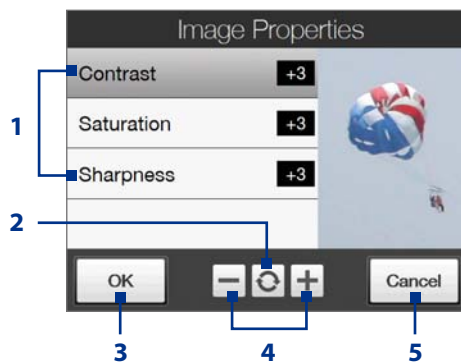 Image Properties
Contrast +3
1
Saturation +3
Sharpness +3
2
OK Cancel
3 4 5